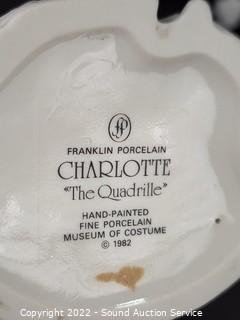 FP
FRANKLIN PORCELAIN
CHARLOTTE
«The Quadrille»
HAND-PAINTED
FINE PORCELAIN
MUSEUM OF COSTUME
© 1982
Copyright 2022 - Sound Auction Service